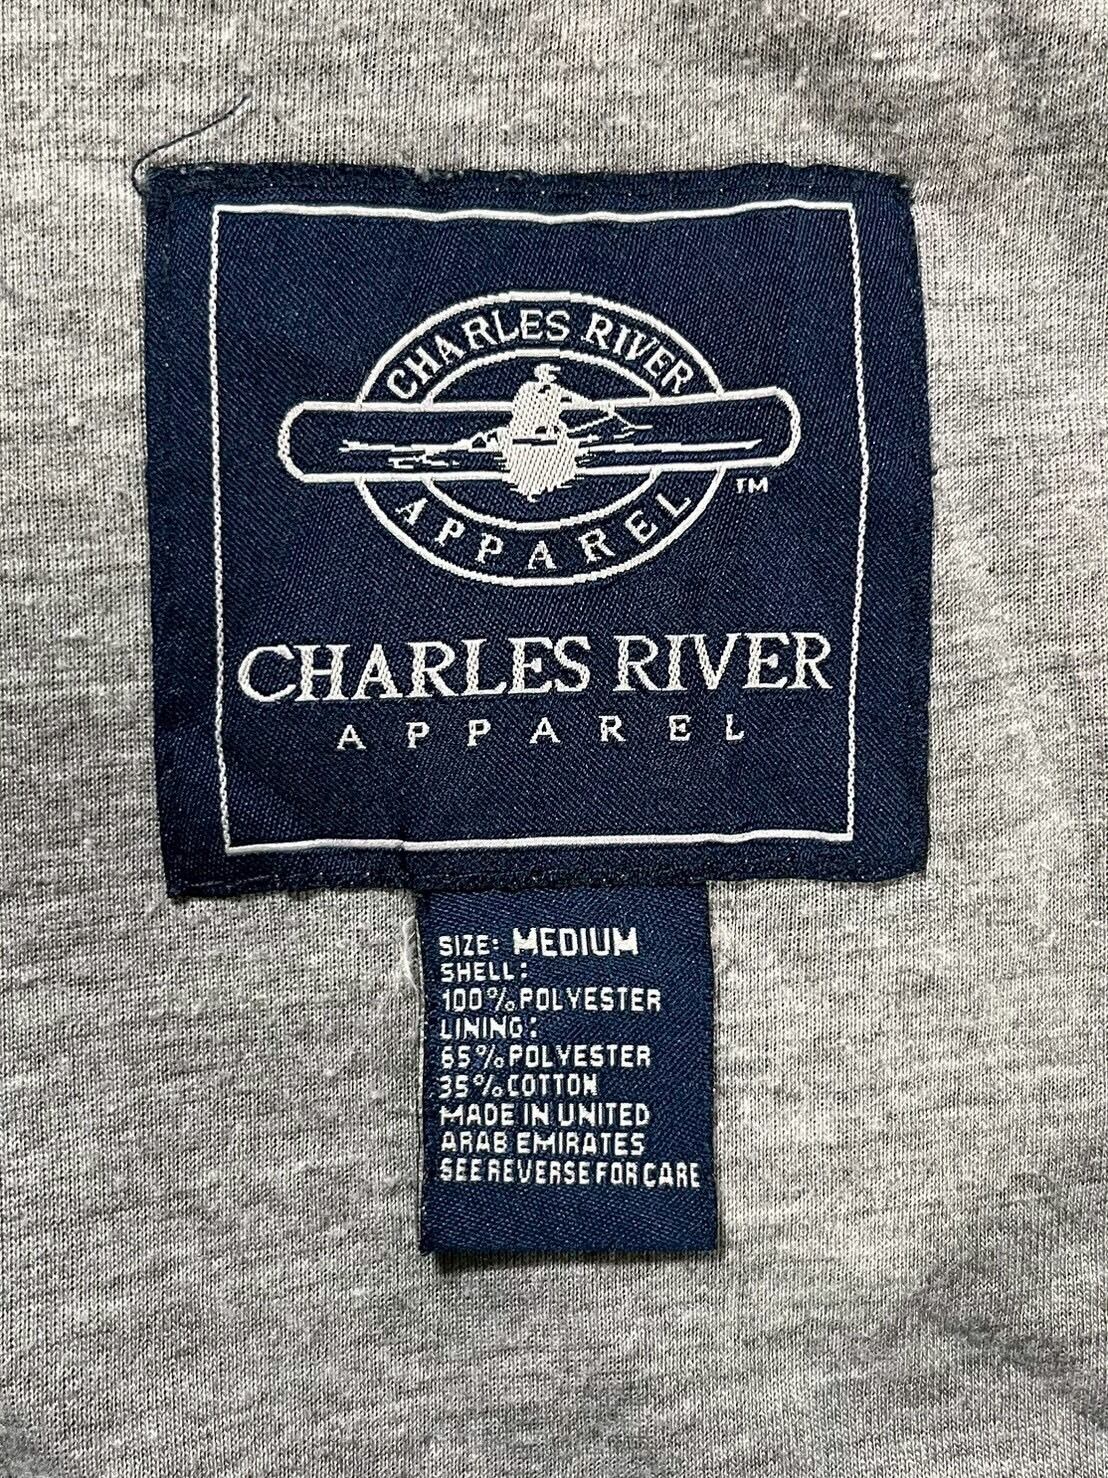 CHARLES RIVER
TM
APPAREL
CHARLES RIVER
APPAREL
SIZE: MEDIUM
SHELL:
100% POLYESTER
LINING:
65% POLYESTER
35% COTTON
MADE IN UNITED
ARAB EMIRATES
SEE REVERSE FOR CARE